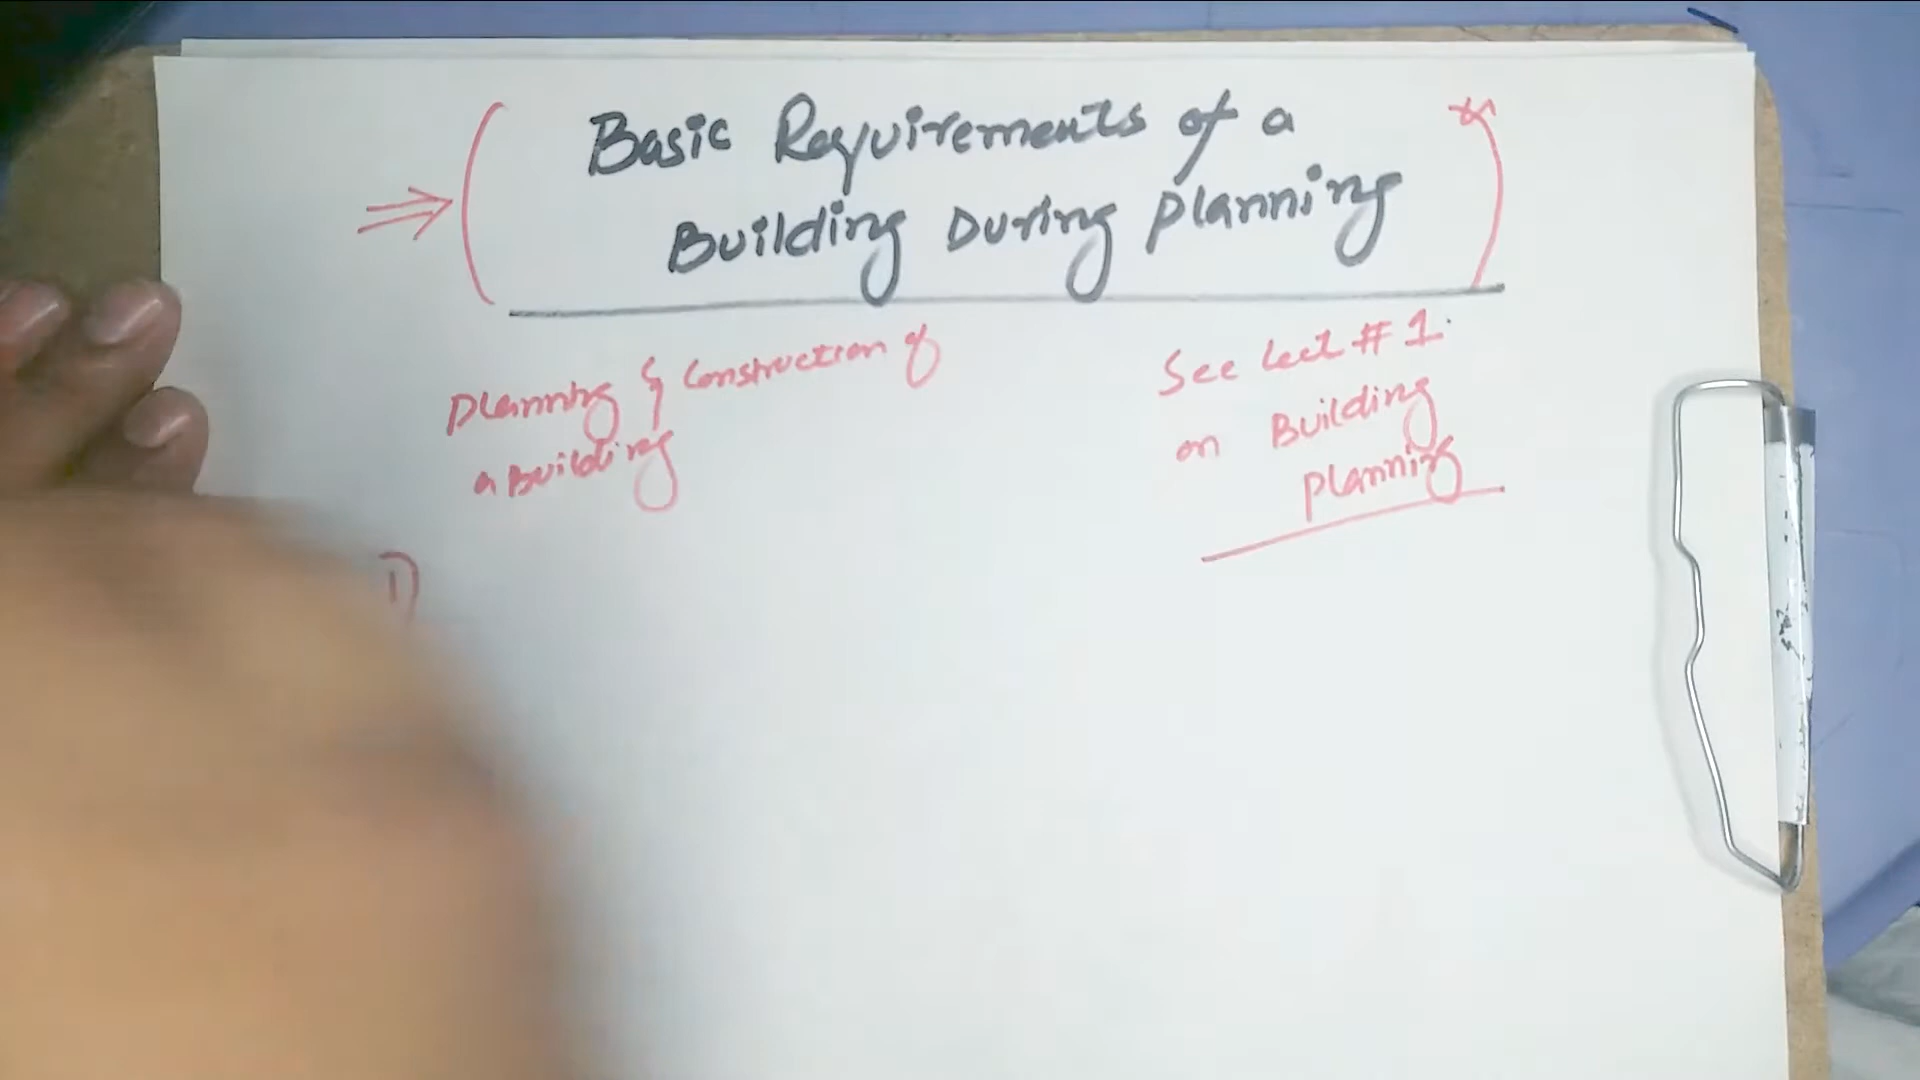 Basic Requirements of a
Building During Planning
Planning & Construction of
a Building
See Lect # 1.
on Building
Planning
1)